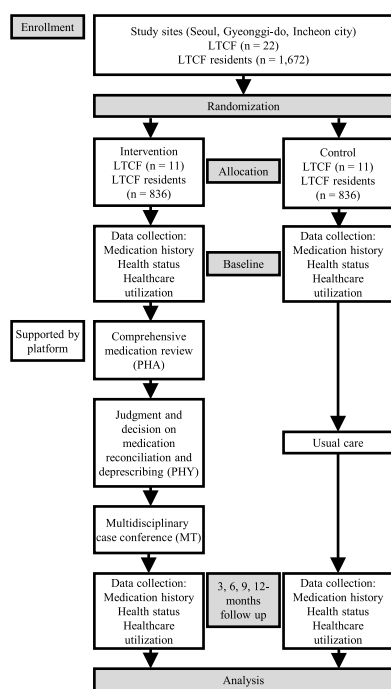 Enrollment
Study sites (Seoul, Gyeonggi-do, Incheon city)
LTCF (n = 22)
LTCF residents (n = 1,672)
Randomization
Intervention
LTCF (n = 11)
LTCF residents
(n = 836)
Allocation
Control
LTCF (n = 11)
LTCF residents
(n = 836)
Data collection:
Medication history
Health status
Healthcare
utilization
Baseline
Data collection:
Medication history
Health status
Healthcare
utilization
Supported by
platform
Comprehensive
medication review
(PHA)
Judgment and
decision on
medication
reconciliation and
deprescribing (PHY)
Usual care
Multidisciplinary
case conference (MT)
Data collection:
Medication history
Health status
Healthcare
utilization
3, 6, 9, 12-
months
follow up
Data collection:
Medication history
Health status
Healthcare
utilization
Analysis